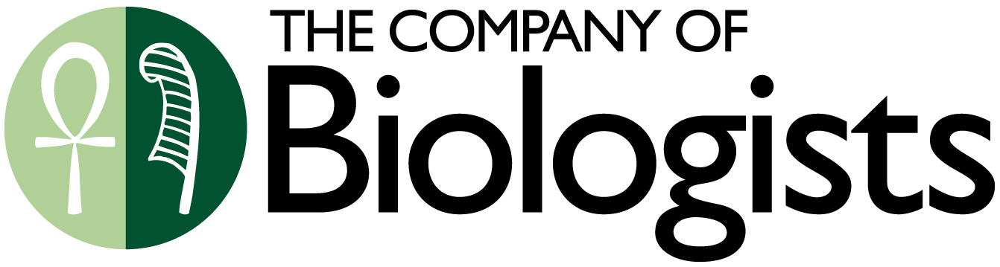 THE COMPANY OF
Biologists